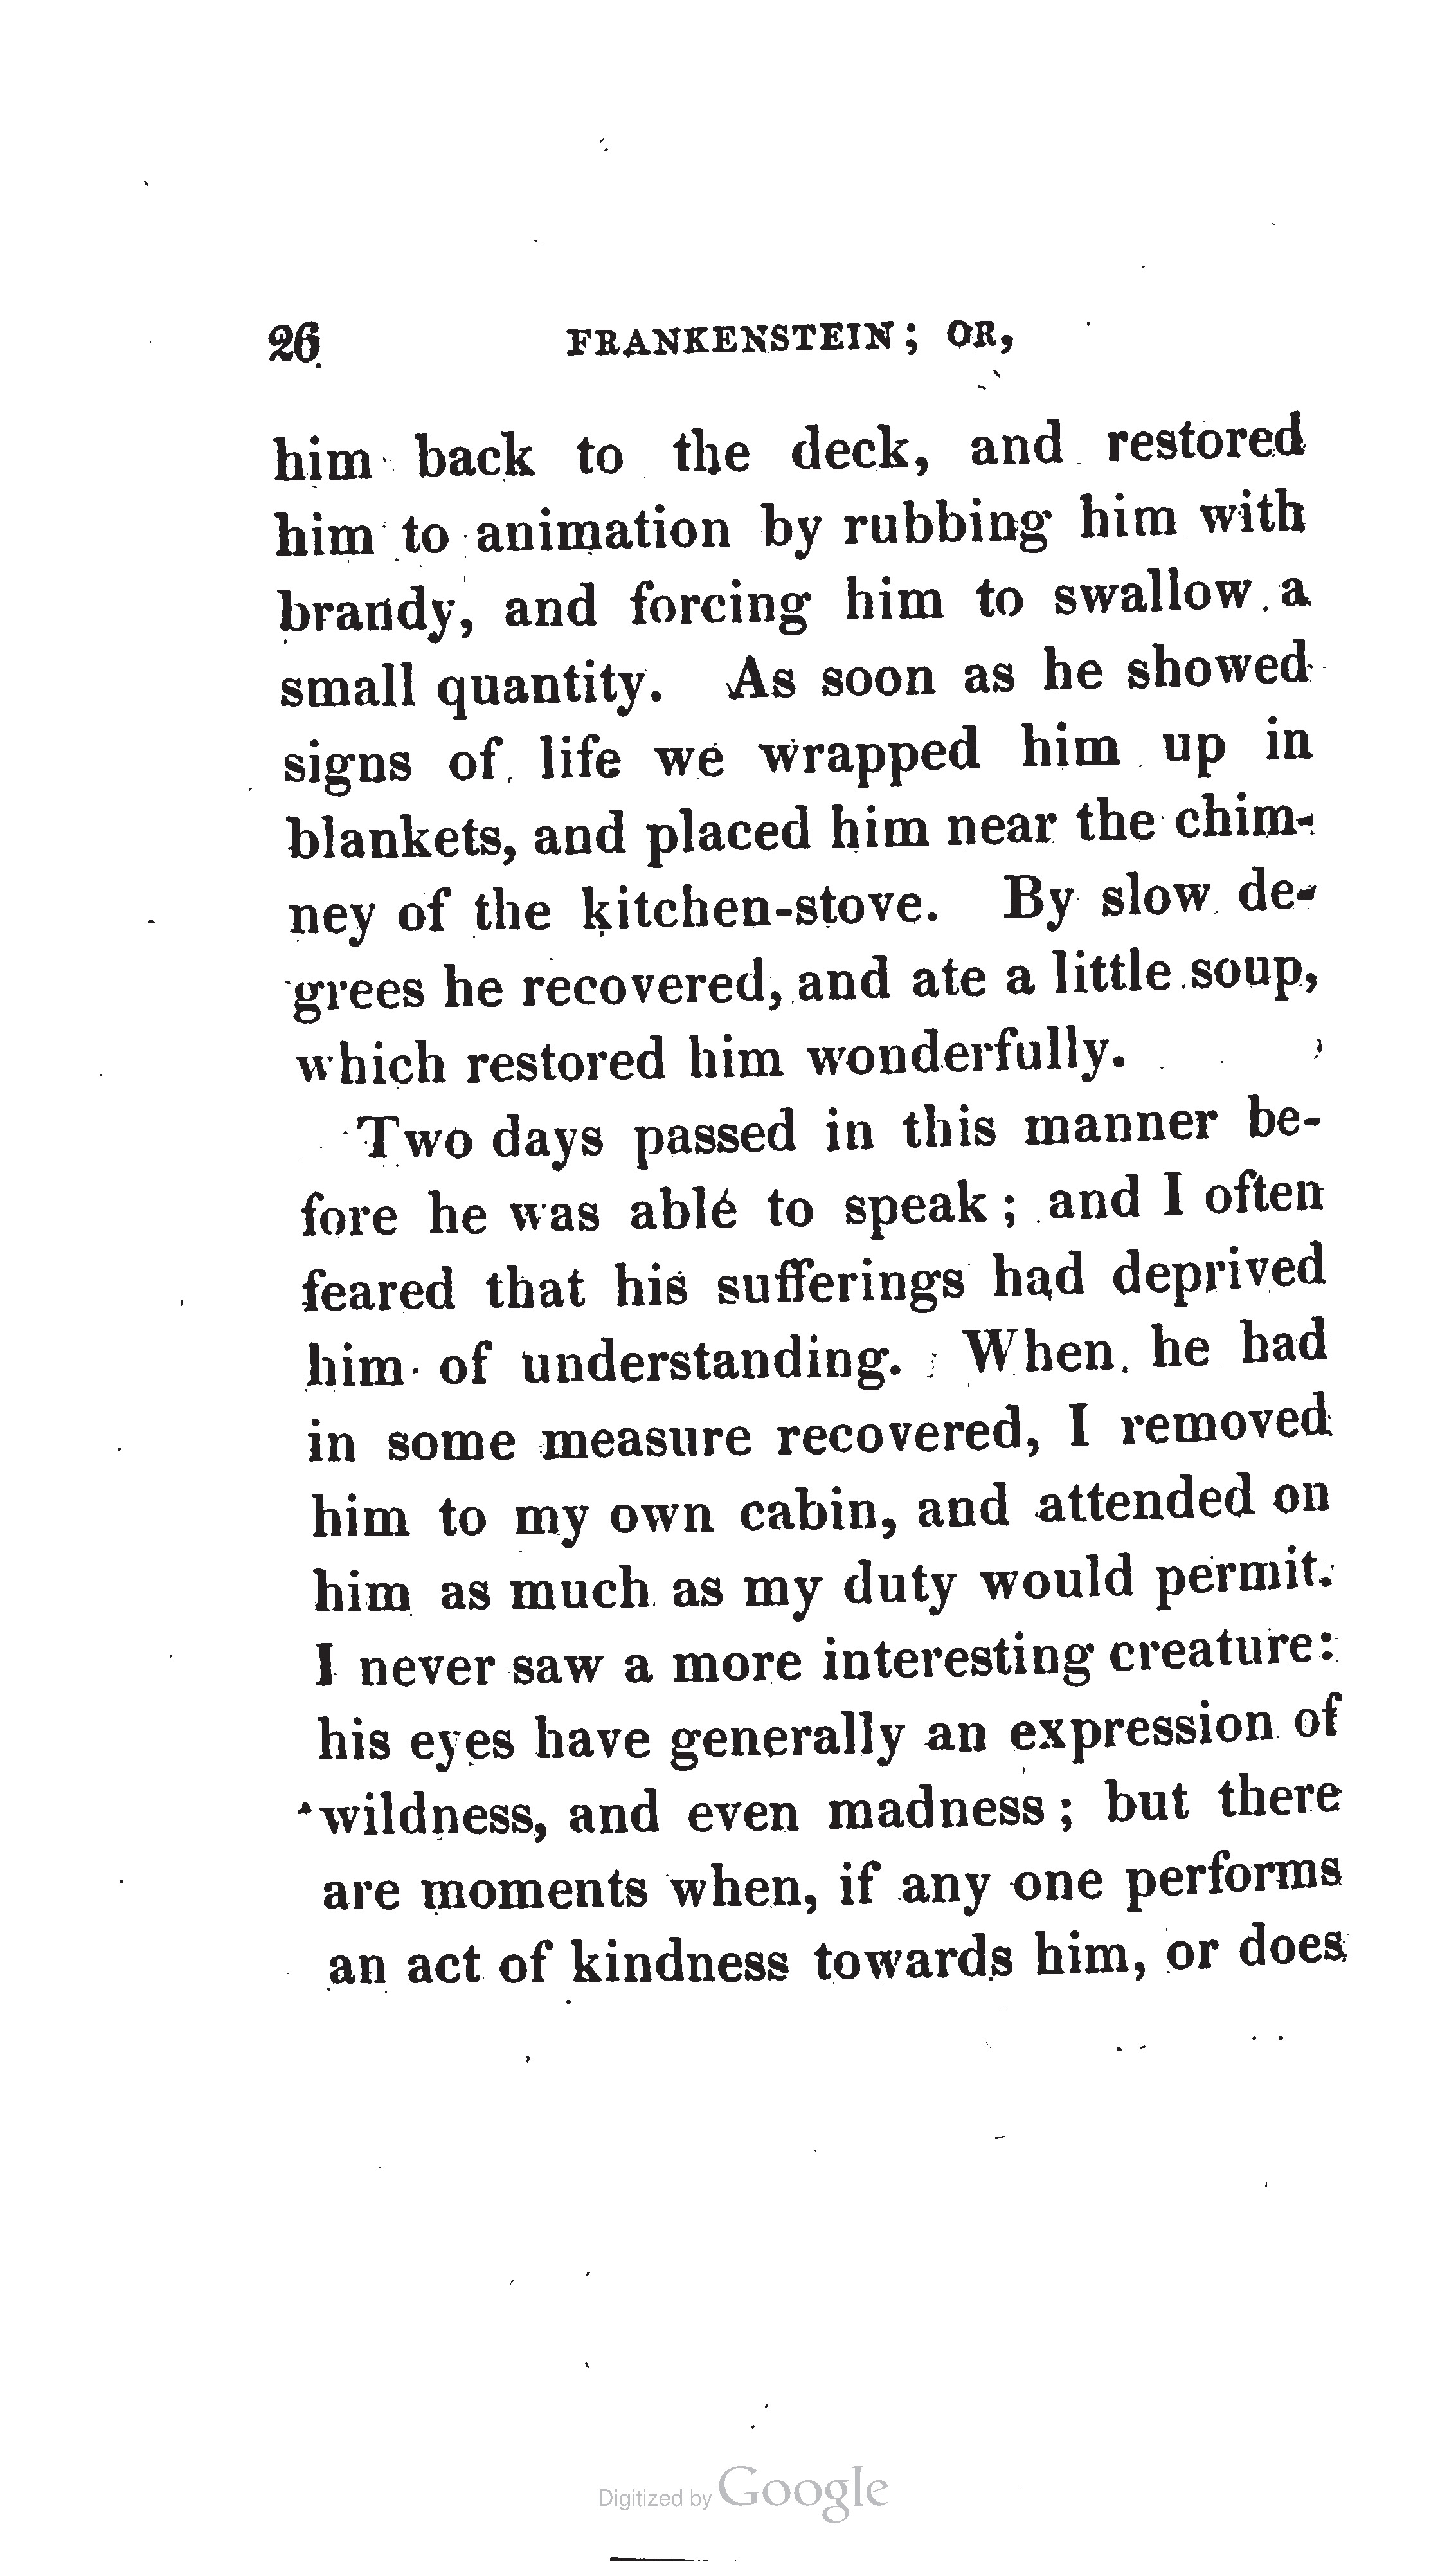 26 FRANKENSTEIN; OR,
him back to the deck, and restored
him to animation by rubbing him with
brandy, and forcing him to swallow a
small quantity. As soon as he showed
signs of life we wrapped him up in
blankets, and placed him near the chim-
ney of the kitchen-stove. By slow de-
grees he recovered, and ate a little soup,
which restored him wonderfully.
Two days passed in this manner be-
fore he was able to speak; and I often
feared that his sufferings had deprived
him of understanding. When he had
in some measure recovered, I removed
him to my own cabin, and attended on
him as much as my duty would permit.
I never saw a more interesting creature:
his eyes have generally an expression of
wildness, and even madness; but there
are moments when, if any one performs
an act of kindness towards him, or does
Digitized by Google